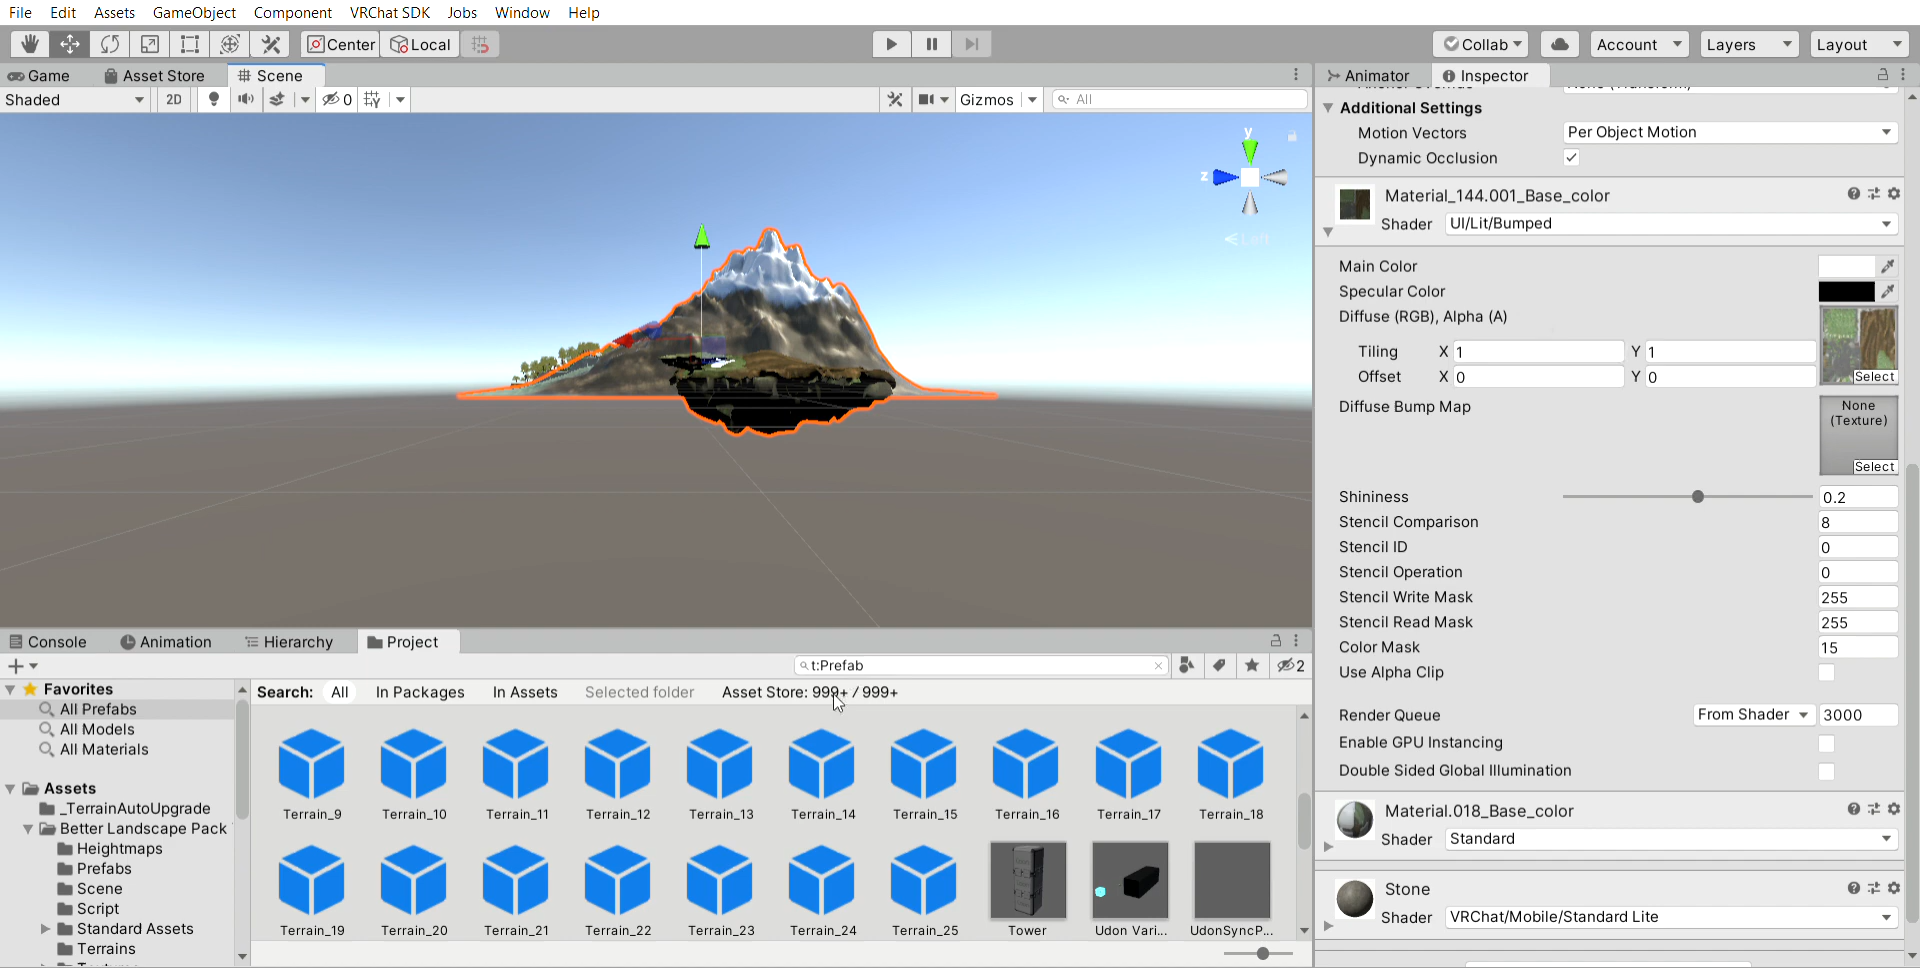 File Edit Assets GameObject Component VRChat SDK Jobs Window Help
Center Local Collab Account Layers Layout
Game Asset Store Scene
Shaded 2D 0 Gizmos All
y
z
Left
Console Animation Hierarchy Project
t:Prefab 2
Favorites
All Prefabs
All Models
All Materials
Assets
_TerrainAutoUpgrade
Better Landscape Pack
Heightmaps
Prefabs
Scene
Script
Standard Assets
Terrains
Search: All In Packages In Assets Selected folder Asset Store: 999+ / 999+
Terrain_9 Terrain_10 Terrain_11 Terrain_12 Terrain_13 Terrain_14 Terrain_15 Terrain_16 Terrain_17 Terrain_18
Terrain_19 Terrain_20 Terrain_21 Terrain_22 Terrain_23 Terrain_24 Terrain_25 Tower Udon Vari... UdonSyncP...
Animator Inspector
Additional Settings
Motion Vectors Per Object Motion
Dynamic Occlusion
Material_144.001_Base_color
Shader UI/Lit/Bumped
Main Color
Specular Color
Diffuse (RGB), Alpha (A)
Tiling X 1 Y 1
Offset X 0 Y 0
Select
Diffuse Bump Map
None
(Texture)
Select
Shininess 0.2
Stencil Comparison 8
Stencil ID 0
Stencil Operation 0
Stencil Write Mask 255
Stencil Read Mask 255
Color Mask 15
Use Alpha Clip
Render Queue From Shader 3000
Enable GPU Instancing
Double Sided Global Illumination
Material.018_Base_color
Shader Standard
Stone
Shader VRChat/Mobile/Standard Lite